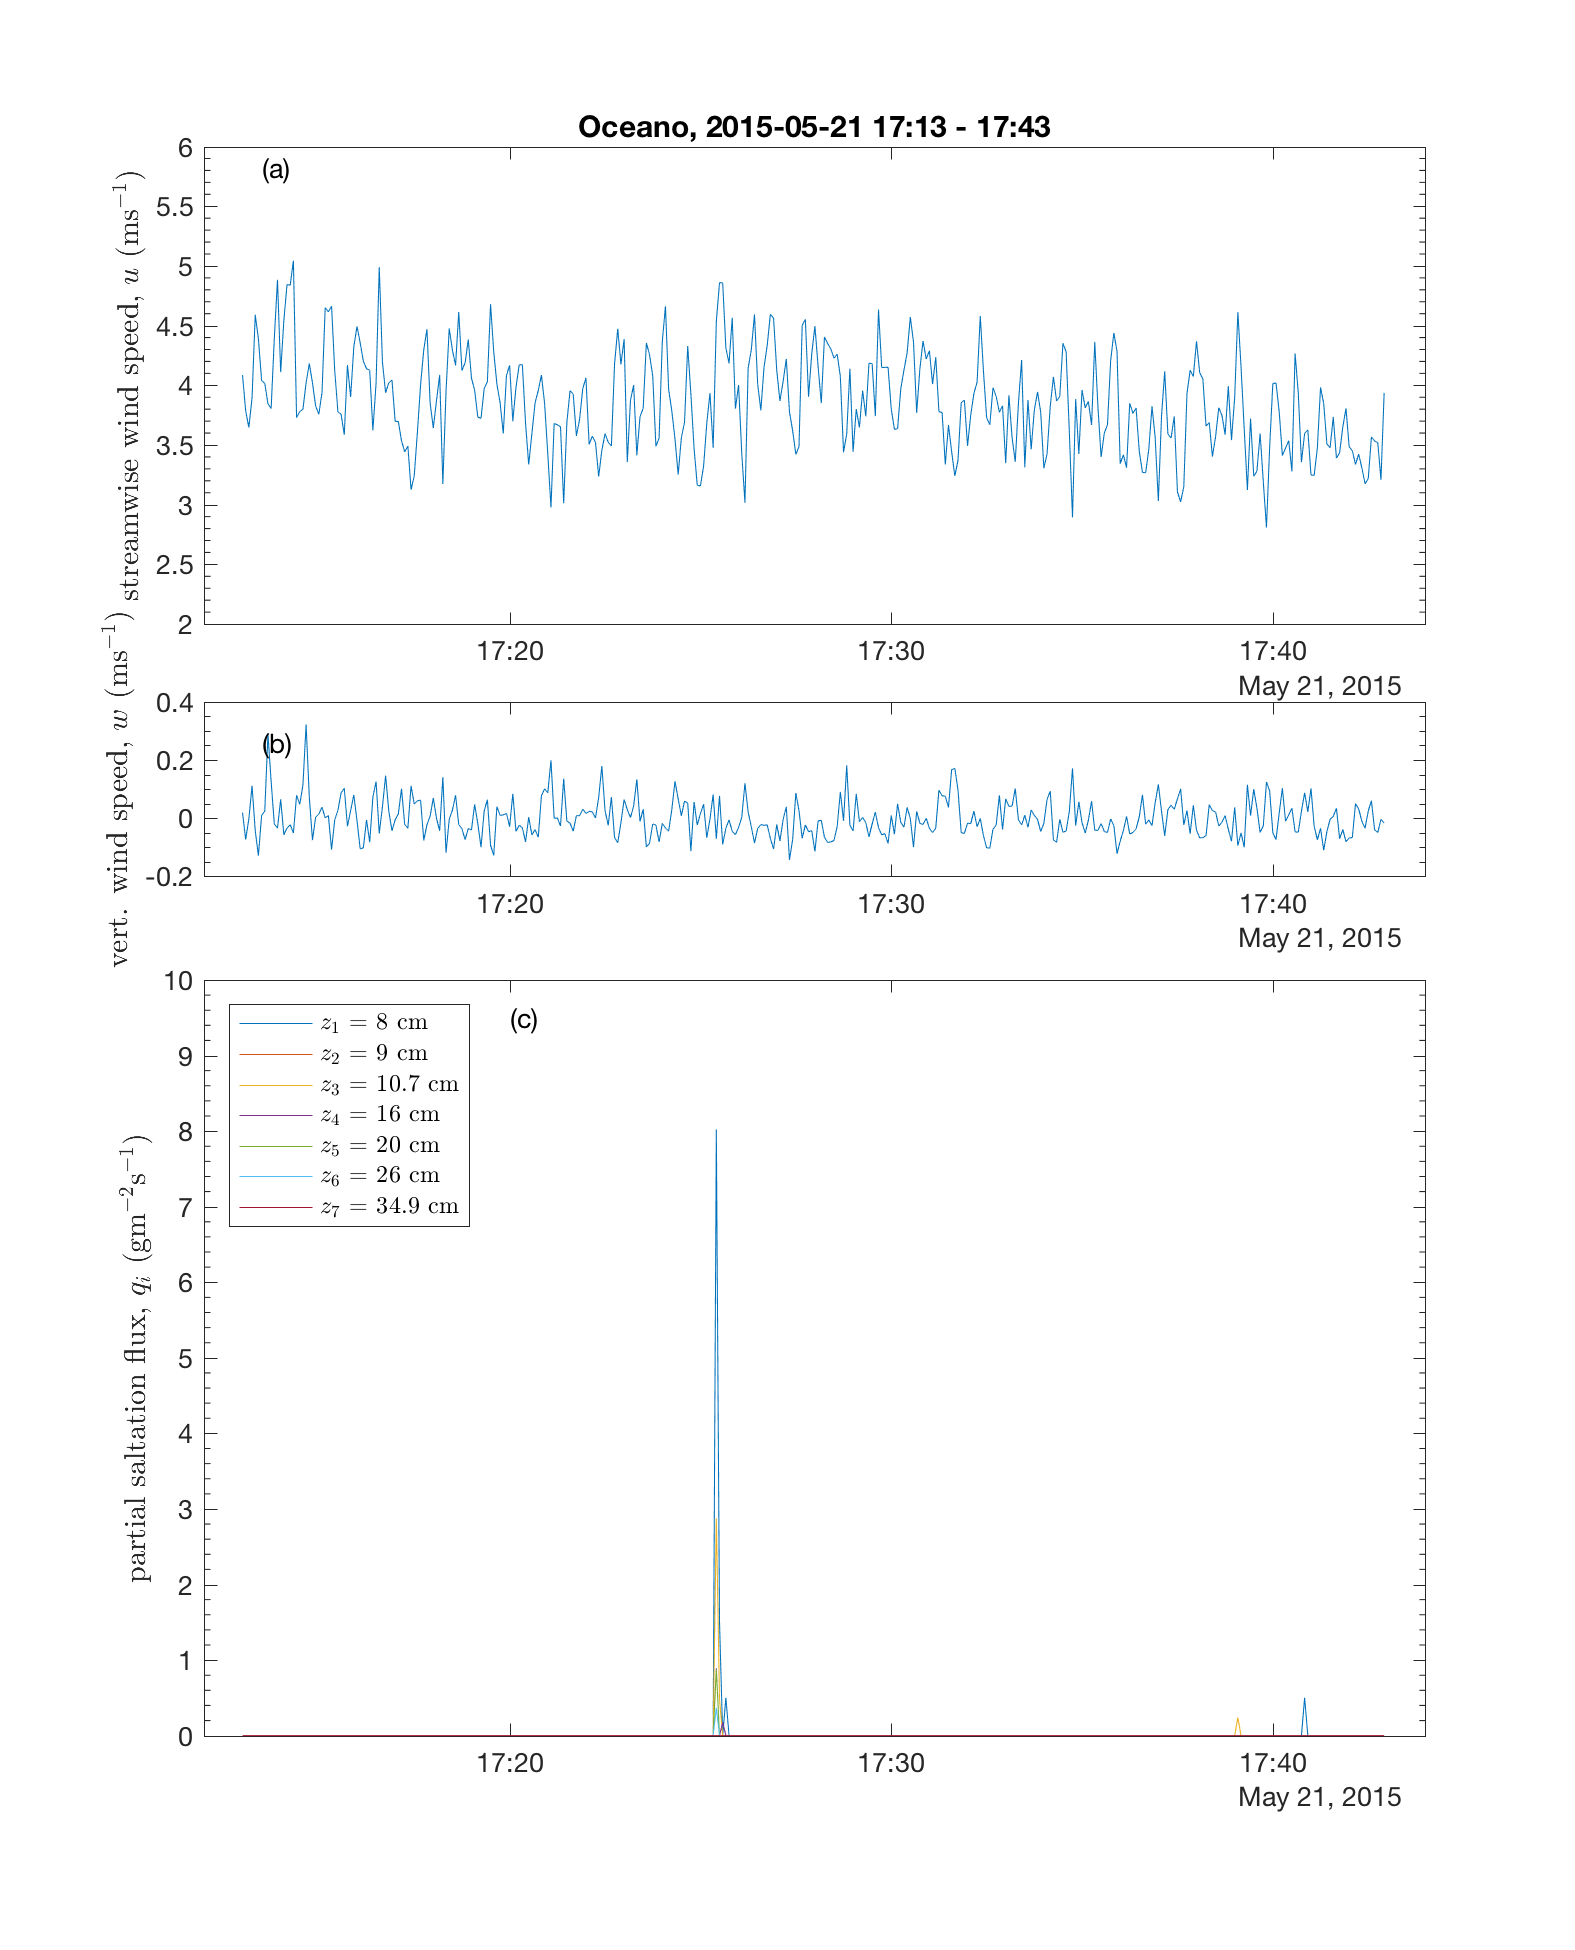 Oceano, 2015-05-21 17:13 - 17:43
(a)
streamwise wind speed, u (ms⁻¹)
6
5.5
5
4.5
4
3.5
3
2.5
2
17:20 17:30 17:40
May 21, 2015
(b)
vert. wind speed, w (ms⁻¹)
0.4
0.2
0
-0.2
17:20 17:30 17:40
May 21, 2015
(c)
partial saltation flux, qᵢ (gm⁻²s⁻¹)
10
9
8
7
6
5
4
3
2
1
0
z₁ = 8 cm
z₂ = 9 cm
z₃ = 10.7 cm
z₄ = 16 cm
z₅ = 20 cm
z₆ = 26 cm
z₇ = 34.9 cm
17:20 17:30 17:40
May 21, 2015